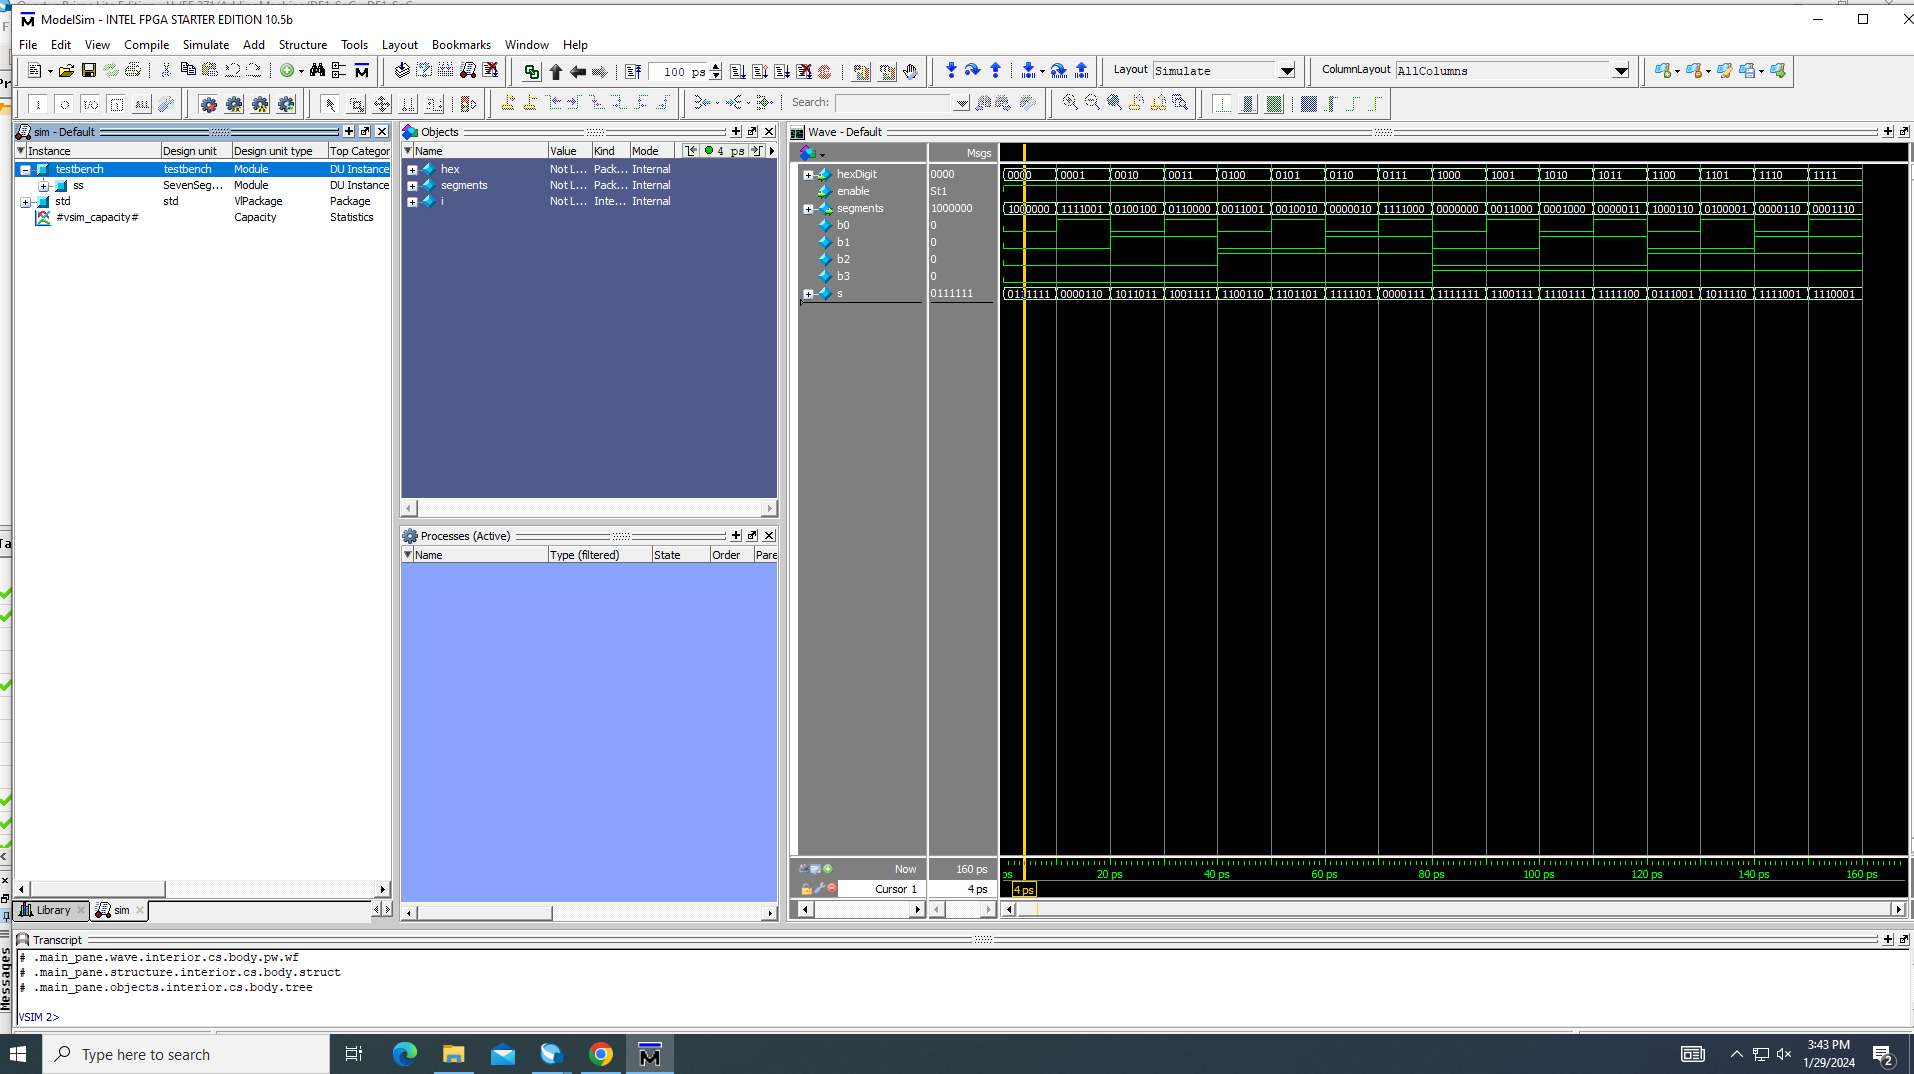 ModelSim - INTEL FPGA STARTER EDITION 10.5b
File Edit View Compile Simulate Add Structure Tools Layout Bookmarks Window Help
100 ps
Layout Simulate
ColumnLayout AllColumns
Search:
sim - Default
Instance Design unit Design unit type Top Categor
testbench testbench Module DU Instance
ss SevenSeg... Module DU Instance
std std VlPackage Package
#vsim_capacity# Capacity Statistics
Library sim
Objects
Name Value Kind Mode 4 ps
hex Not L... Pack... Internal
segments Not L... Pack... Internal
i Not L... Inte... Internal
Processes (Active)
Name Type (filtered) State Order Pare
Wave - Default
Msgs
hexDigit 0000 0000 0001 0010 0011 0100 0101 0110 0111 1000 1001 1010 1011 1100 1101 1110 1111
enable St1
segments 1000000 1000000 1111001 0100100 0110000 0011001 0010010 0000010 1111000 0000000 0011000 0001000 0000011 1000110 0100001 0000110 0001110
b0 0
b1 0
b2 0
b3 0
s 0111111 0111111 0000110 1011011 1001111 1100110 1101101 1111101 0000111 1111111 1100111 1110111 1111100 0111001 1011110 1111001 1110001
Now 160 ps
20 ps 40 ps 60 ps 80 ps 100 ps 120 ps 140 ps 160 ps
Cursor 1 4 ps 4 ps
Transcript
# .main_pane.wave.interior.cs.body.pw.wf
# .main_pane.structure.interior.cs.body.struct
# .main_pane.objects.interior.cs.body.tree
VSIM 2>
Messages
Type here to search
3:43 PM
1/29/2024
2